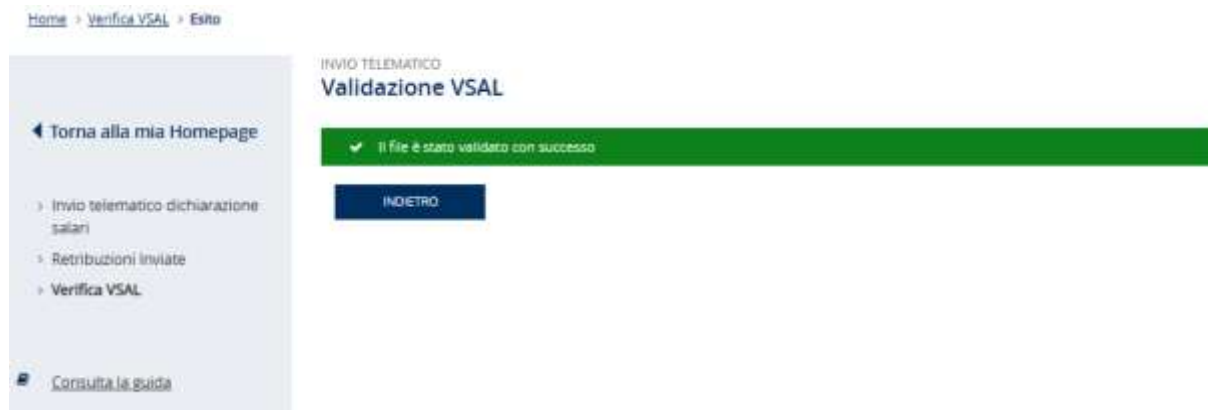 Home > Verifica VSAL > Esito
INVIO TELEMATICO
Validazione VSAL
Torna alla mia Homepage
Il file è stato validato con successo
INDIETRO
Invio telematico dichiarazione
salari
Retribuzioni Inviate
Verifica VSAL
Consulta la guida